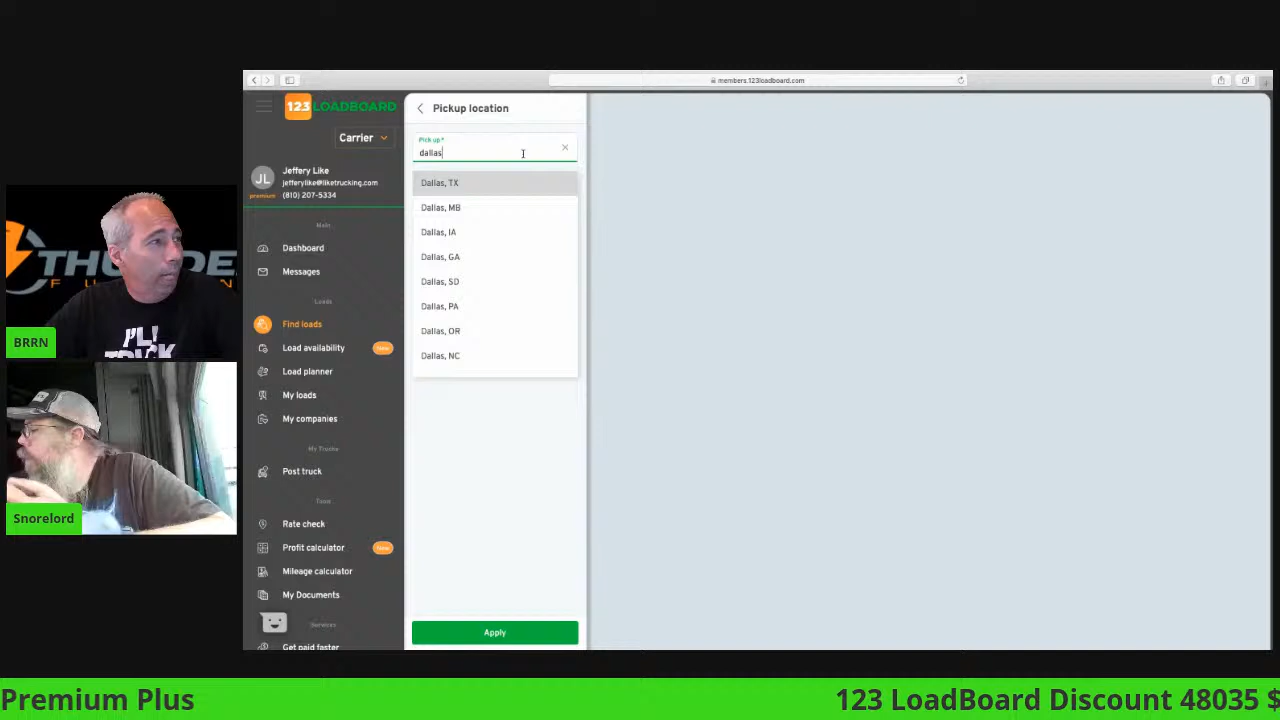 members.123loadboard.com
123 LOADBOARD
Carrier
JL
premium
Jeffery Like
jefferylike@liketrucking.com
(810) 207-5334
Main
Dashboard
Messages
Loads
Find loads
Load availability New
Load planner
My loads
My companies
My Trucks
Post truck
Tools
Rate check
Profit calculator New
Mileage calculator
My Documents
Services
Get paid faster
Pickup location
Pick up *
dallas
Dallas, TX
Dallas, MB
Dallas, IA
Dallas, GA
Dallas, SD
Dallas, PA
Dallas, OR
Dallas, NC
Apply
THUNDE
FU
N
BRRN
Snorelord
Premium Plus
123 LoadBoard Discount 48035 $